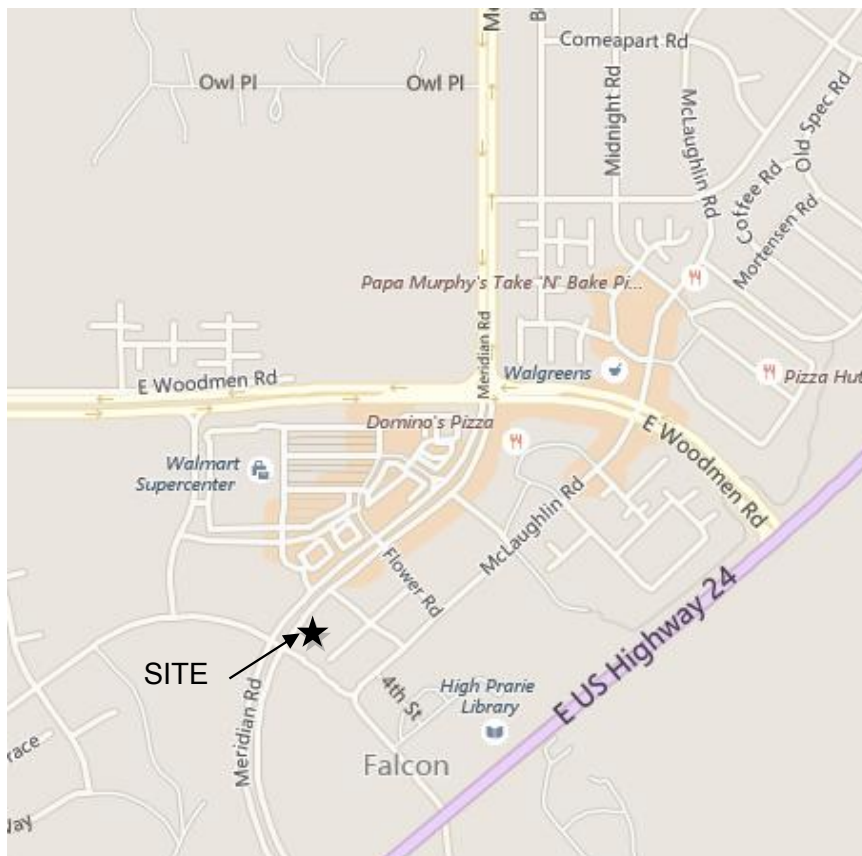 Me
B
Comeapart Rd
Owl Pl
Owl Pl
Midnight Rd
McLaughlin Rd
Old Spec Rd
Coffee Rd
Mortensen Rd
Papa Murphy's Take 'N' Bake Pi...
Meridian Rd
E Woodmen Rd
Walgreens
Pizza Hut
Domino's Pizza
E Woodmen Rd
Walmart
Supercenter
McLaughlin Rd
Flower Rd
E US Highway 24
SITE
4th St
High Prarie
Library
Meridian Rd
Falcon
race
Way